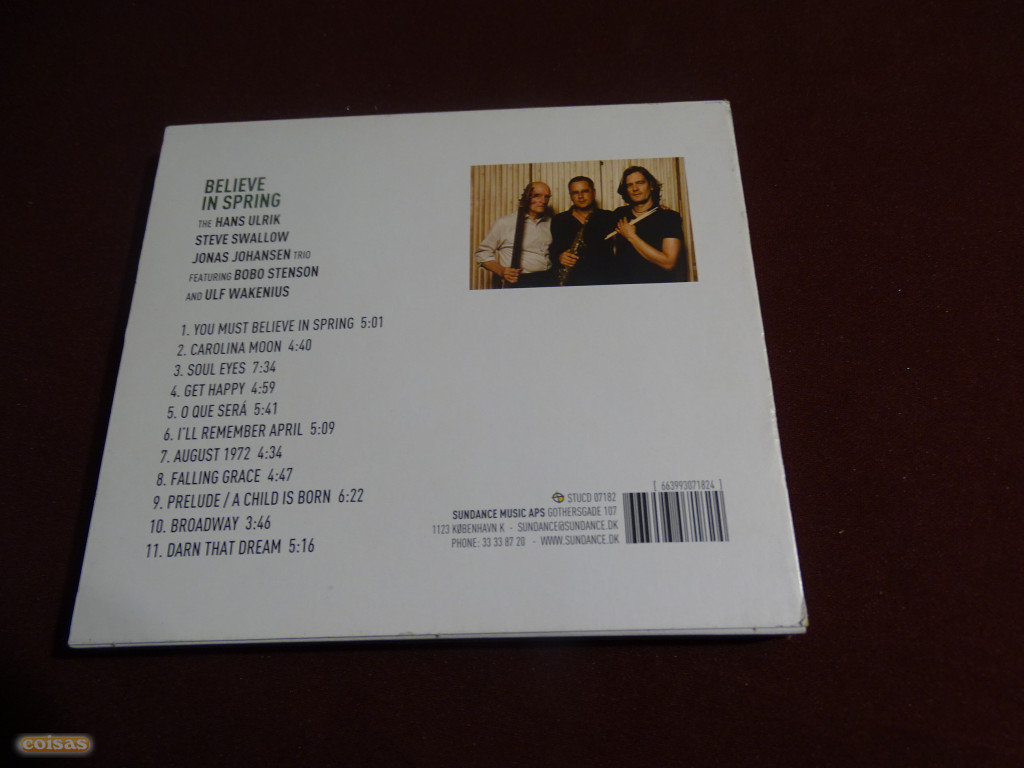 BELIEVE
IN SPRING
THE HANS ULRIK
STEVE SWALLOW
JONAS JOHANSEN TRIO
FEATURING BOBO STENSON
AND ULF WAKENIUS
1. YOU MUST BELIEVE IN SPRING 5:01
2. CAROLINA MOON 4:40
3. SOUL EYES 7:34
4. GET HAPPY 4:59
5. O QUE SERÁ 5:41
6. I'LL REMEMBER APRIL 5:09
7. AUGUST 1972 4:34
8. FALLING GRACE 4:47
9. PRELUDE / A CHILD IS BORN 6:22
10. BROADWAY 3:46
11. DARN THAT DREAM 5:16
[ 663993071824 ]
STUCD 07182
SUNDANCE MUSIC APS GOTHERSGADE 107
1123 KØBENHAVN K - SUNDANCE@SUNDANCE.DK
PHONE: 33 33 87 20 - WWW.SUNDANCE.DK
coisas